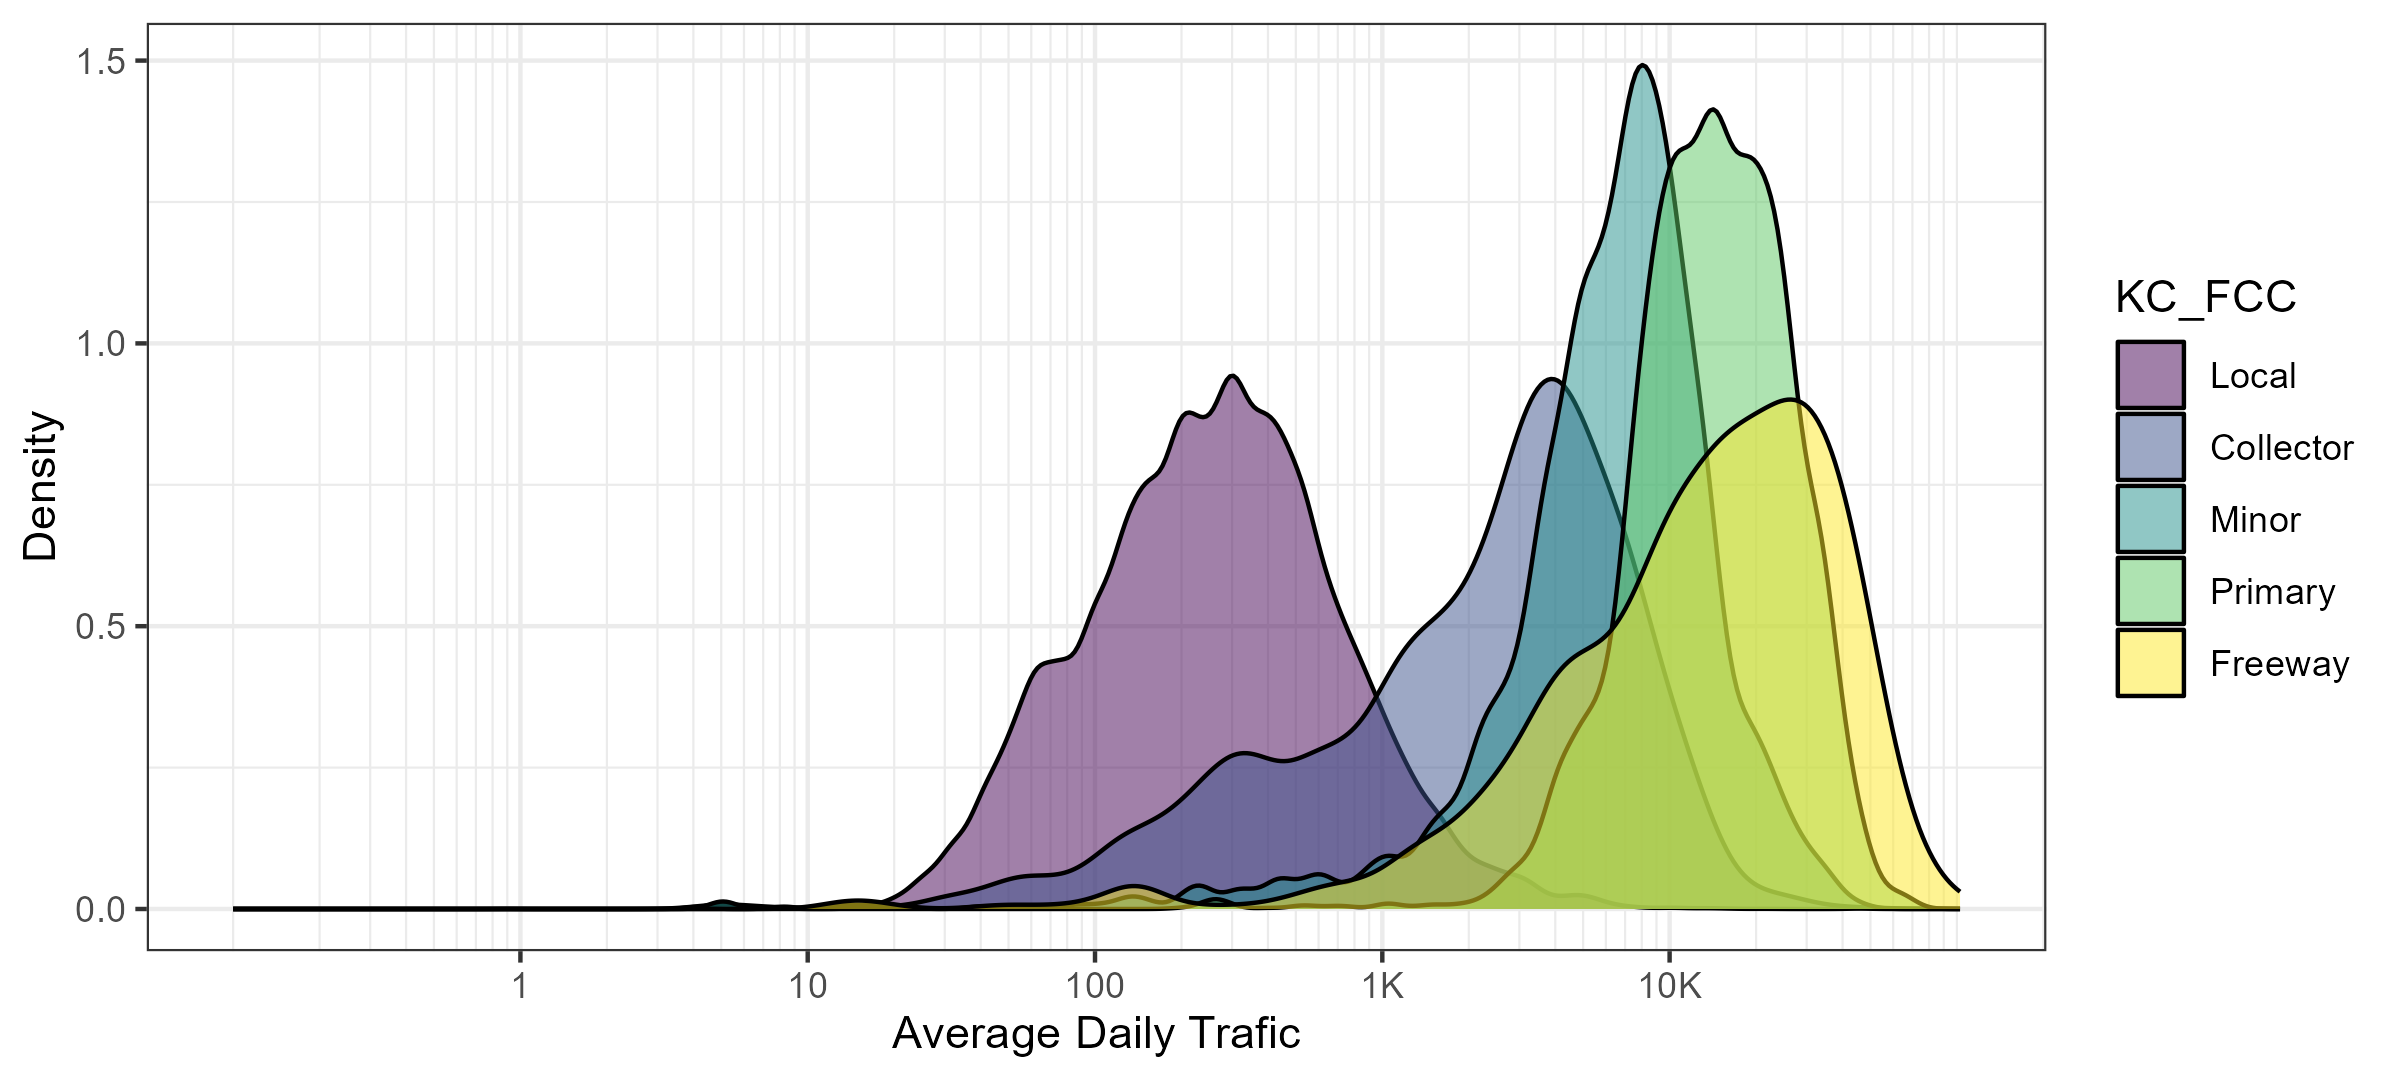 1.5
1.0
0.5
0.0
Density
1
10
100
1K
10K
Average Daily Trafic
KC_FCC
Local
Collector
Minor
Primary
Freeway